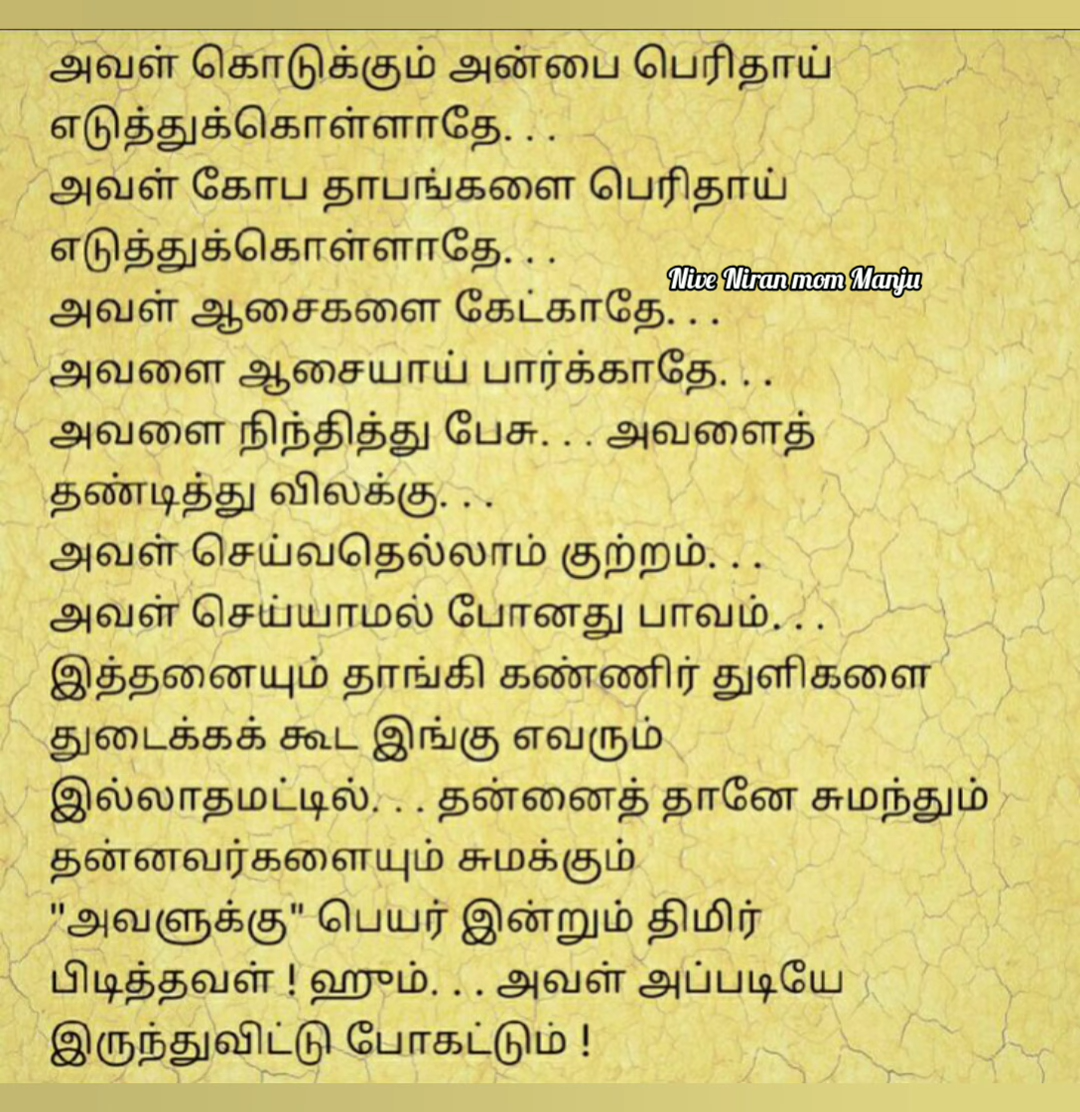 அவள் கொடுக்கும் அன்பை பெரிதாய்
எடுத்துக்கொள்ளாதே. . .
அவள் கோப தாபங்களை பெரிதாய்
எடுத்துக்கொள்ளாதே. . .
Nive Niran mom Manju
அவள் ஆசைகளை கேட்காதே. . .
அவளை ஆசையாய் பார்க்காதே. . .
அவளை நிந்தித்து பேசு. . . அவளைத்
தண்டித்து விலக்கு. . .
அவள் செய்வதெல்லாம் குற்றம். . .
அவள் செய்யாமல் போனது பாவம். . .
இத்தனையும் தாங்கி கண்ணிர் துளிகளை
துடைக்கக் கூட இங்கு எவரும்
இல்லாதமட்டில். . . தன்னைத் தானே சுமந்தும்
தன்னவர்களையும் சுமக்கும்
"அவளுக்கு" பெயர் இன்றும் திமிர்
பிடித்தவள் ! ஹும். . . அவள் அப்படியே
இருந்துவிட்டு போகட்டும் !